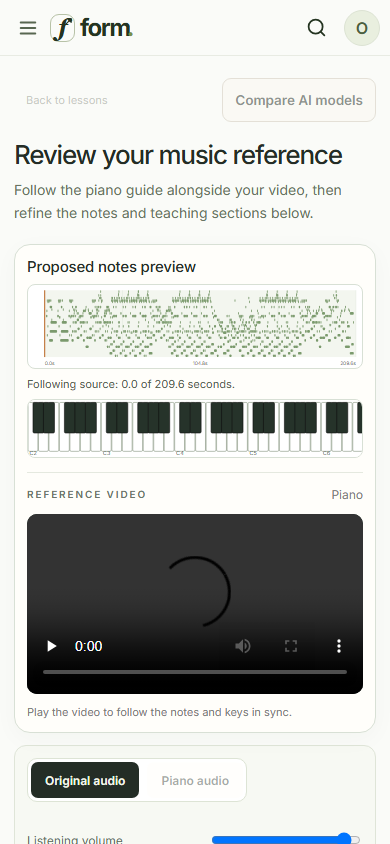 f form.
O
Back to lessons
Compare AI models
Review your music reference
Follow the piano guide alongside your video, then
refine the notes and teaching sections below.
Proposed notes preview
0.0s 104.8s 209.6s
Following source: 0.0 of 209.6 seconds.
C2 C3 C4 C5 C6
REFERENCE VIDEO
Piano
0:00
Play the video to follow the notes and keys in sync.
Original audio
Piano audio
Listening volume